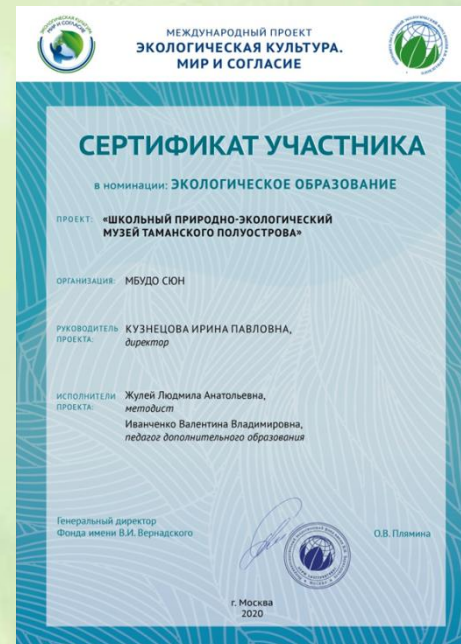 МЕЖДУНАРОДНЫЙ ПРОЕКТ
ЭКОЛОГИЧЕСКАЯ КУЛЬТУРА.
МИР И СОГЛАСИЕ
СЕРТИФИКАТ УЧАСТНИКА
в номинации: ЭКОЛОГИЧЕСКОЕ ОБРАЗОВАНИЕ
ПРОЕКТ: «ШКОЛЬНЫЙ ПРИРОДНО-ЭКОЛОГИЧЕСКИЙ
МУЗЕЙ ТАМАНСКОГО ПОЛУОСТРОВА»
ОРГАНИЗАЦИЯ: МБУДО СЮН
РУКОВОДИТЕЛЬ ПРОЕКТА: КУЗНЕЦОВА ИРИНА ПАВЛОВНА,
директор
ИСПОЛНИТЕЛИ ПРОЕКТА: Жулей Людмила Анатольевна,
методист
Иванченко Валентина Владимировна,
педагог дополнительного образования
Генеральный директор
Фонда имени В.И. Вернадского
О.В. Плямина
г. Москва
2020